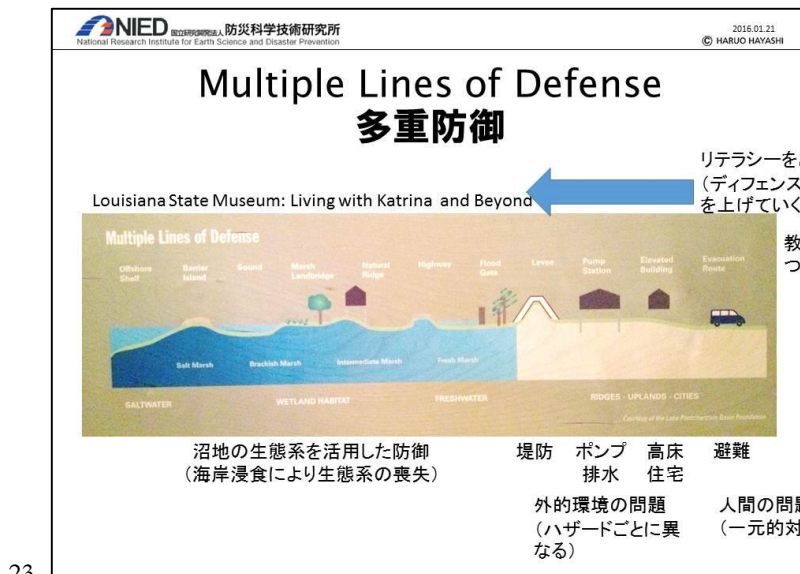 NIED 国立研究開発法人 防災科学技術研究所
National Research Institute for Earth Science and Disaster Prevention
2016.01.21
© HARUO HAYASHI
Multiple Lines of Defense
多重防御
リテラシーを
（ディフェンス
を上げていく
Louisiana State Museum: Living with Katrina and Beyond
教
つ
Multiple Lines of Defense
Offshore Shelf
Barrier Island
Sound
Marsh Landbridge
Natural Ridge
Highway
Flood Gate
Levee
Pump Station
Elevated Building
Evacuation Route
Salt Marsh
Brackish Marsh
Intermediate Marsh
Fresh Marsh
SALTWATER
WETLAND HABITAT
FRESHWATER
RIDGES - UPLANDS - CITIES
Courtesy of the Lake Pontchartrain Basin Foundation
沼地の生態系を活用した防御
（海岸浸食により生態系の喪失）
堤防
ポンプ
排水
高床
住宅
避難
外的環境の問題
（ハザードごとに異
なる）
人間の問題
（一元的対
23